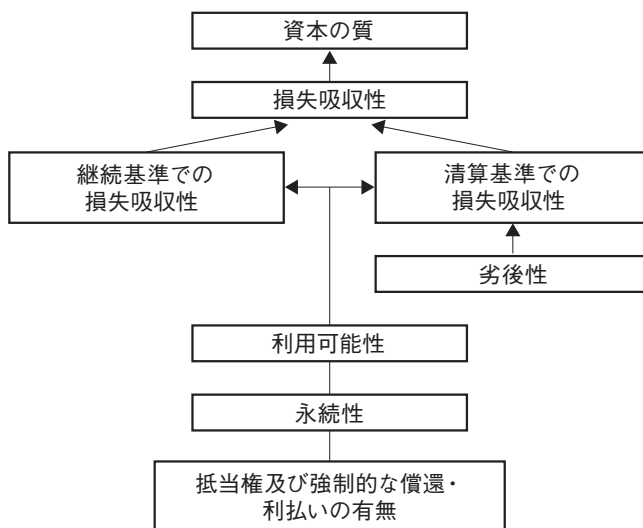 資本の質
損失吸収性
継続基準での
損失吸収性
清算基準での
損失吸収性
劣後性
利用可能性
永続性
抵当権及び強制的な償還・
利払いの有無